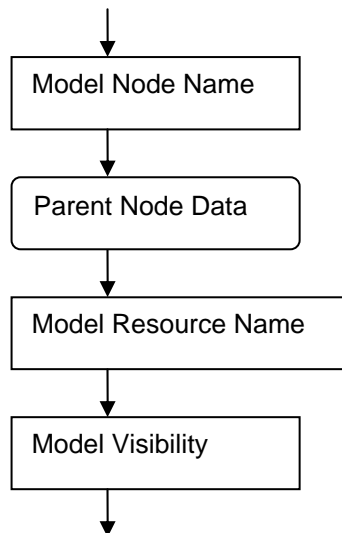 Model Node Name
Parent Node Data
Model Resource Name
Model Visibility